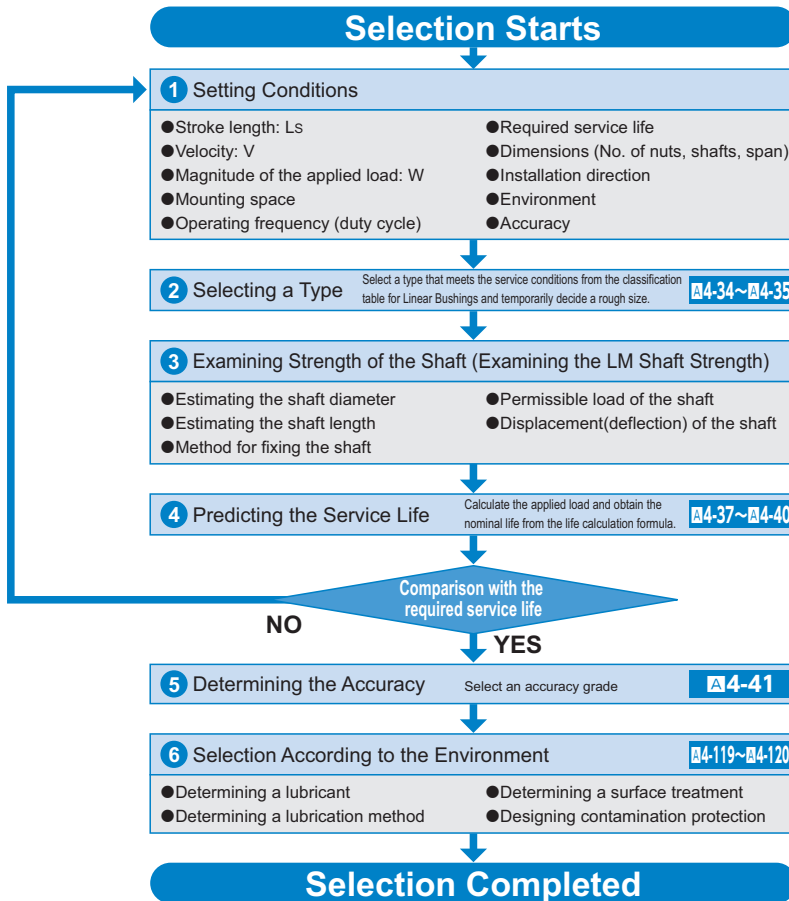 Selection Starts
1 Setting Conditions
●Stroke length: LS
●Velocity: V
●Magnitude of the applied load: W
●Mounting space
●Operating frequency (duty cycle)
●Required service life
●Dimensions (No. of nuts, shafts, span)
●Installation direction
●Environment
●Accuracy
2 Selecting a Type
Select a type that meets the service conditions from the classification
table for Linear Bushings and temporarily decide a rough size.
A4-34~A4-35
3 Examining Strength of the Shaft (Examining the LM Shaft Strength)
●Estimating the shaft diameter
●Estimating the shaft length
●Method for fixing the shaft
●Permissible load of the shaft
●Displacement(deflection) of the shaft
4 Predicting the Service Life
Calculate the applied load and obtain the
nominal life from the life calculation formula.
A4-37~A4-40
Comparison with the
required service life
NO
YES
5 Determining the Accuracy
Select an accuracy grade
A4-41
6 Selection According to the Environment
A4-119~A4-120
●Determining a lubricant
●Determining a lubrication method
●Determining a surface treatment
●Designing contamination protection
Selection Completed